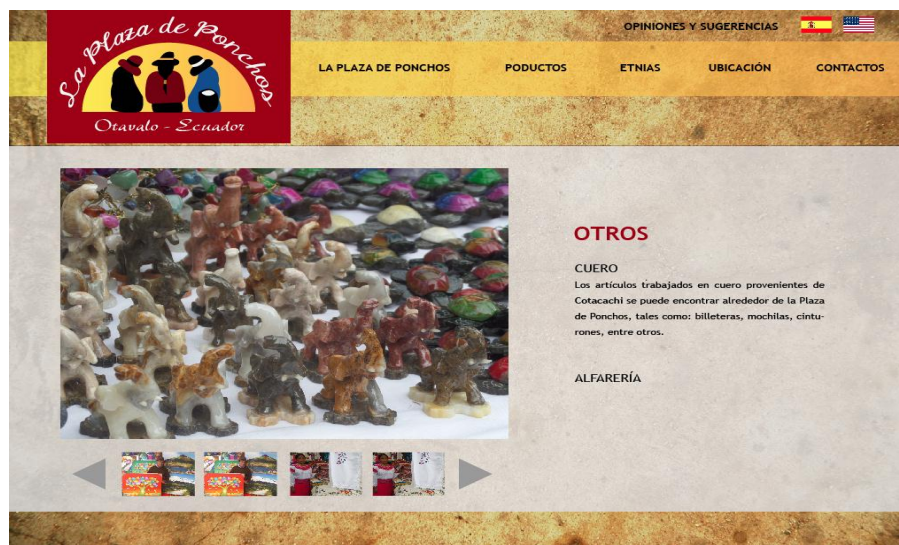 La Plaza de Ponchos
Otavalo - Ecuador
OPINIONES Y SUGERENCIAS
LA PLAZA DE PONCHOS PODUCTOS ETNIAS UBICACIÓN CONTACTOS
OTROS
CUERO
Los artículos trabajados en cuero provenientes de
Cotacachi se puede encontrar alrededor de la Plaza
de Ponchos, tales como: billeteras, mochilas, cintu-
rones, entre otros.
ALFARERÍA